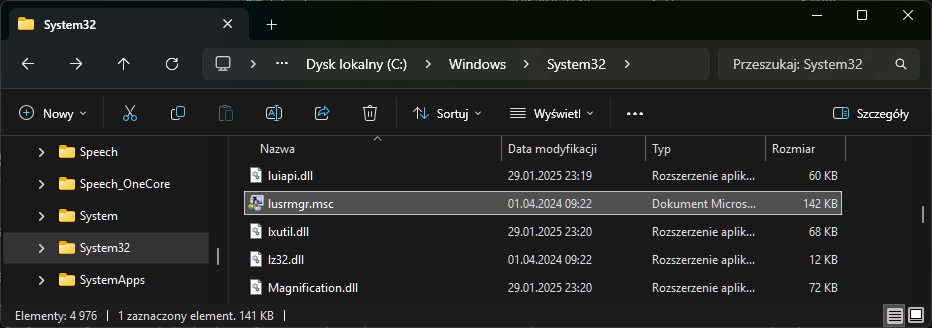 System32
Dysk lokalny (C:) Windows System32 Przeszukaj: System32
Nowy Sortuj Wyświetl Szczegóły
Speech
Speech_OneCore
System
System32
SystemApps
Nazwa Data modyfikacji Typ Rozmiar
luiapi.dll 29.01.2025 23:19 Rozszerzenie aplik... 60 KB
lusrmgr.msc 01.04.2024 09:22 Dokument Micros... 142 KB
lxutil.dll 29.01.2025 23:20 Rozszerzenie aplik... 68 KB
lz32.dll 01.04.2024 09:22 Rozszerzenie aplik... 12 KB
Magnification.dll 29.01.2025 23:20 Rozszerzenie aplik... 72 KB
Elementy: 4 976 1 zaznaczony element. 141 KB